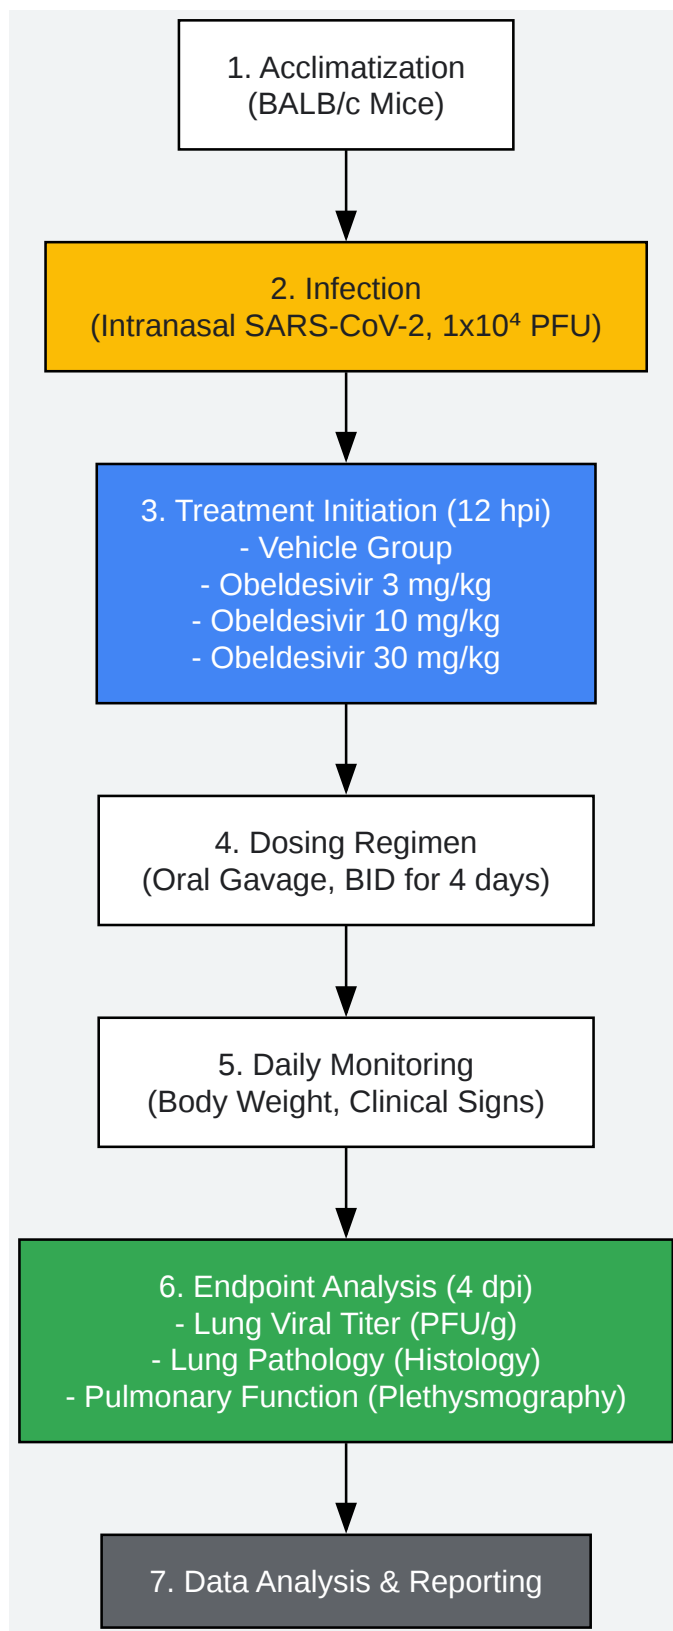 1. Acclimatization
(BALB/c Mice)
2. Infection
(Intranasal SARS-CoV-2, 1x10⁴ PFU)
3. Treatment Initiation (12 hpi)
- Vehicle Group
- Obeldesivir 3 mg/kg
- Obeldesivir 10 mg/kg
- Obeldesivir 30 mg/kg
4. Dosing Regimen
(Oral Gavage, BID for 4 days)
5. Daily Monitoring
(Body Weight, Clinical Signs)
6. Endpoint Analysis (4 dpi)
- Lung Viral Titer (PFU/g)
- Lung Pathology (Histology)
- Pulmonary Function (Plethysmography)
7. Data Analysis & Reporting